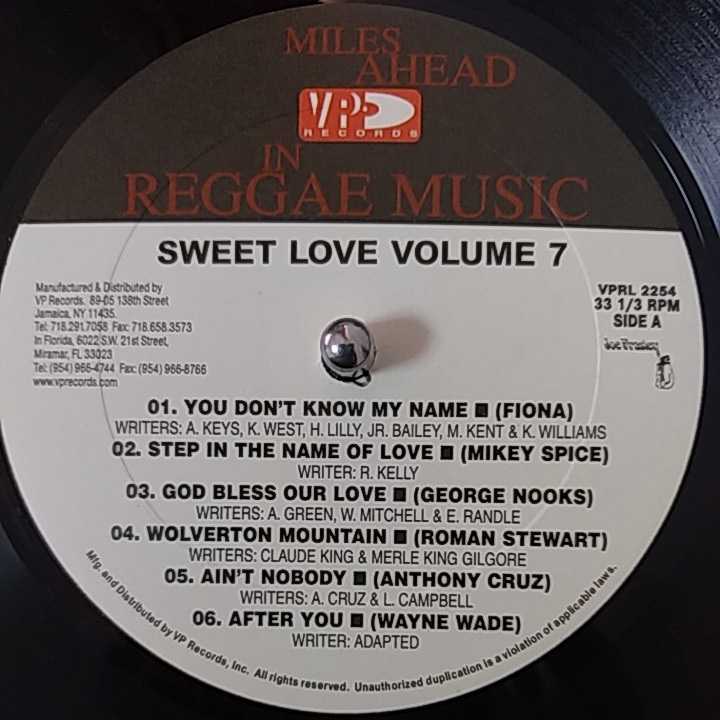 MILES
AHEAD
VP
RECORDS
IN
REGGAE MUSIC
SWEET LOVE VOLUME 7
Manufactured & Distributed by
VP Records. 89-05 138th Street
Jamaica, NY 11435.
Tel: 718.291.7058 Fax: 718.658.3573
In Florida, 6022 S.W. 21st Street,
Miramar, FL 33023
Tel: (954) 966-4744 Fax: (954) 966-8766
www.vprecords.com
VPRL 2254
33 1/3 RPM
SIDE A
Joe Frasier
01. YOU DON'T KNOW MY NAME ■ (FIONA)
WRITERS: A. KEYS, K. WEST, H. LILLY, JR. BAILEY, M. KENT & K. WILLIAMS
02. STEP IN THE NAME OF LOVE ■ (MIKEY SPICE)
WRITER: R. KELLY
03. GOD BLESS OUR LOVE ■ (GEORGE NOOKS)
WRITERS: A. GREEN, W. MITCHELL & E. RANDLE
04. WOLVERTON MOUNTAIN ■ (ROMAN STEWART)
WRITERS: CLAUDE KING & MERLE KING GILGORE
05. AIN'T NOBODY ■ (ANTHONY CRUZ)
WRITERS: A. CRUZ & L. CAMPBELL
06. AFTER YOU ■ (WAYNE WADE)
WRITER: ADAPTED
Mfg. and Distributed by VP Records, Inc. All rights reserved. Unauthorized duplication is a violation of applicable laws.